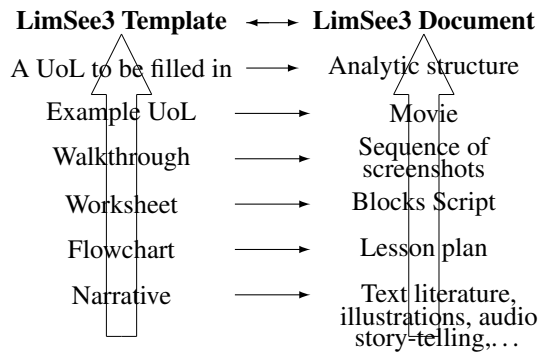 LimSee3 Template LimSee3 Document
A UoL to be filled in Analytic structure
Example UoL Movie
Walkthrough Sequence of
screenshots
Worksheet Blocks Script
Flowchart Lesson plan
Narrative Text literature,
illustrations, audio
story-telling,...